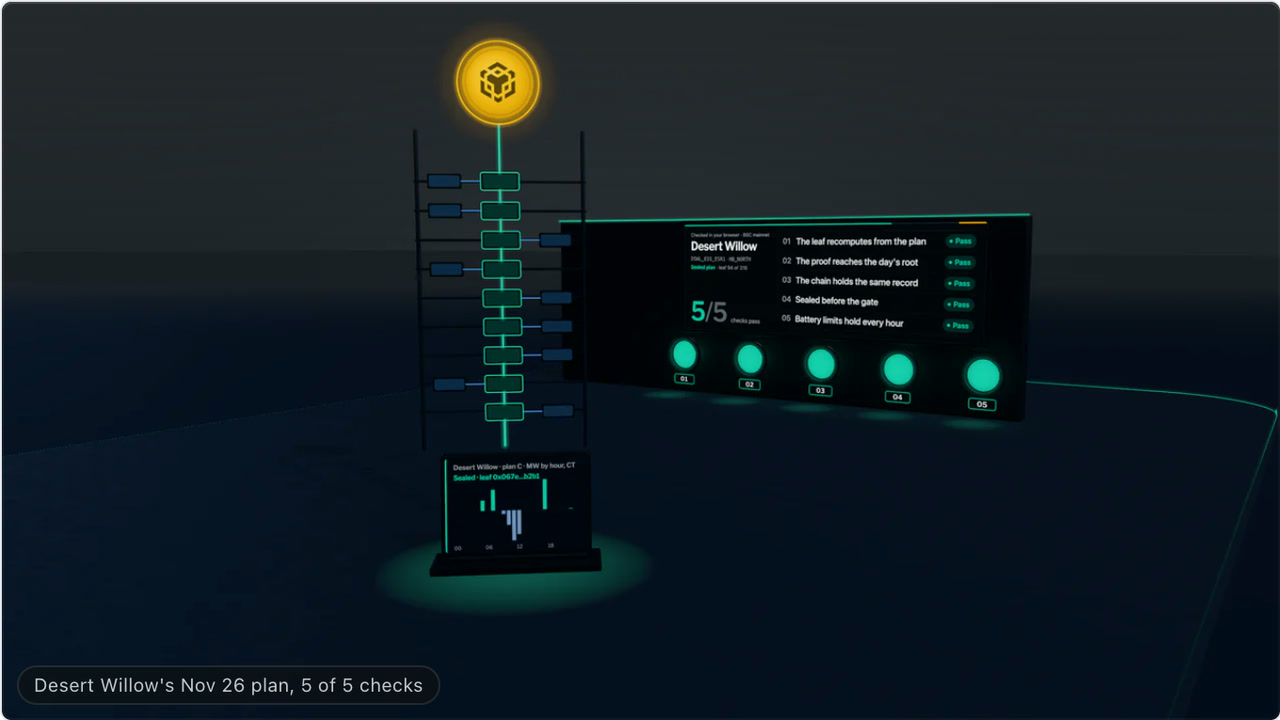 Checked in your browser · BSC mainnet
Desert Willow
Sealed plan · leaf 54 of 215
5/5 checks pass
01 The leaf recomputes from the plan • Pass
02 The proof reaches the day's root • Pass
03 The chain holds the same record • Pass
04 Sealed before the gate • Pass
05 Battery limits hold every hour • Pass
01
02
03
04
05
Desert Willow · plan C · MW by hour, CT
Sealed · leaf 0x067e…b2b1
00 06 12 18
Desert Willow's Nov 26 plan, 5 of 5 checks